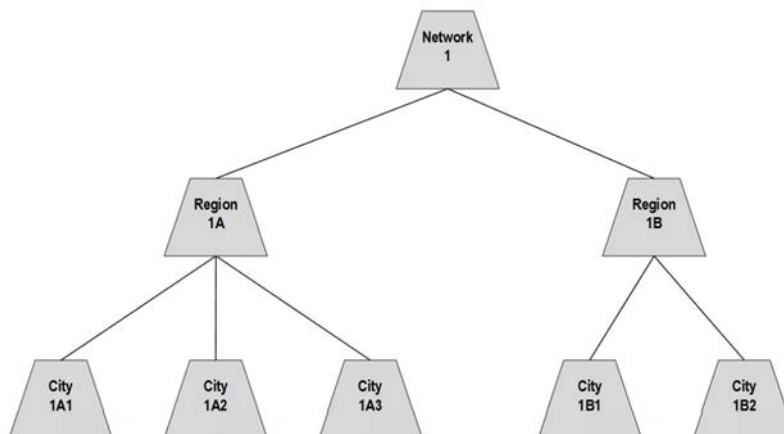 Network
1
Region
1A
Region
1B
City
1A1
City
1A2
City
1A3
City
1B1
City
1B2